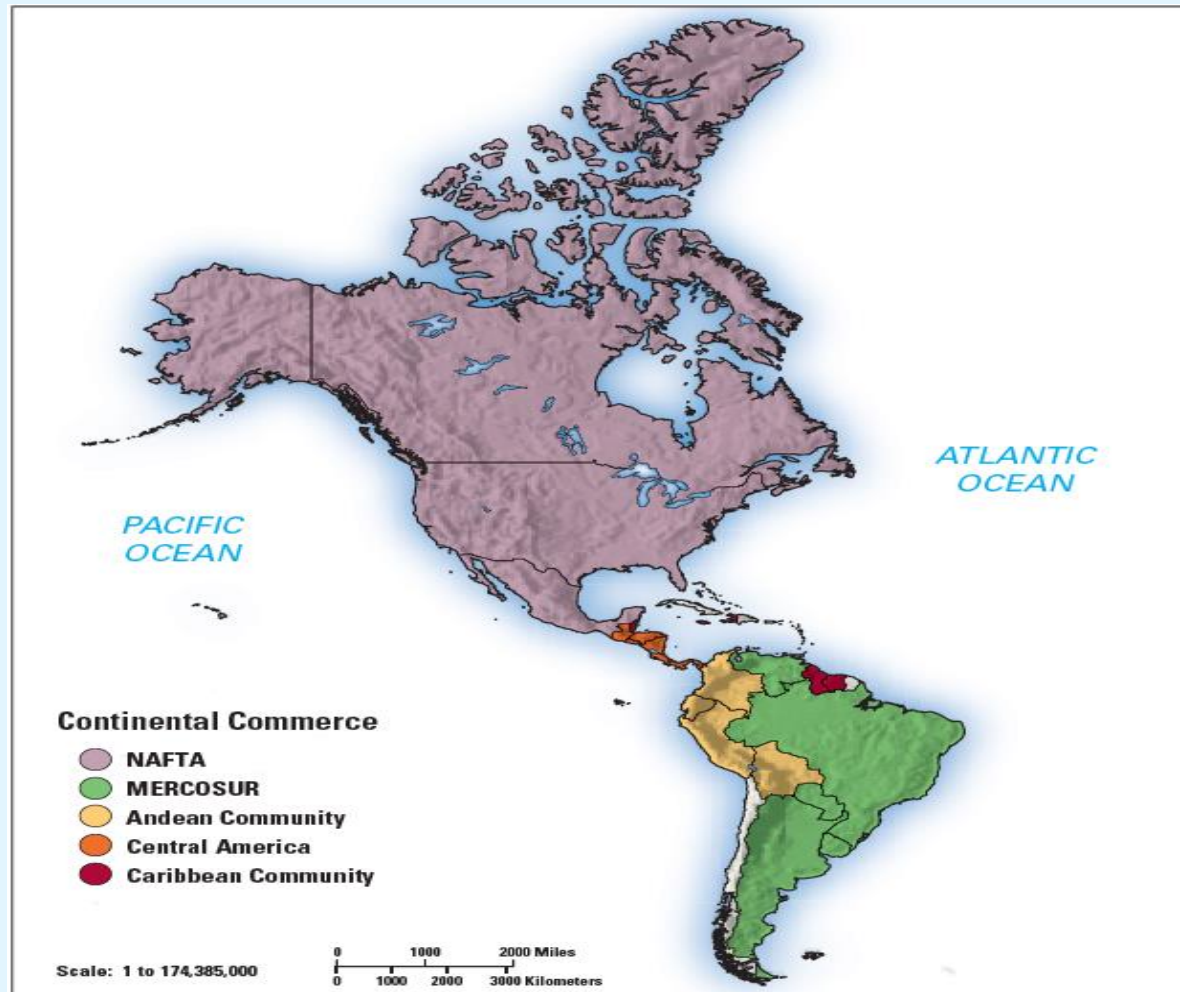 ATLANTIC
OCEAN
PACIFIC
OCEAN
Continental Commerce
NAFTA
MERCOSUR
Andean Community
Central America
Caribbean Community
Scale: 1 to 174,385,000
0 1000 2000 Miles
0 1000 2000 3000 Kilometers